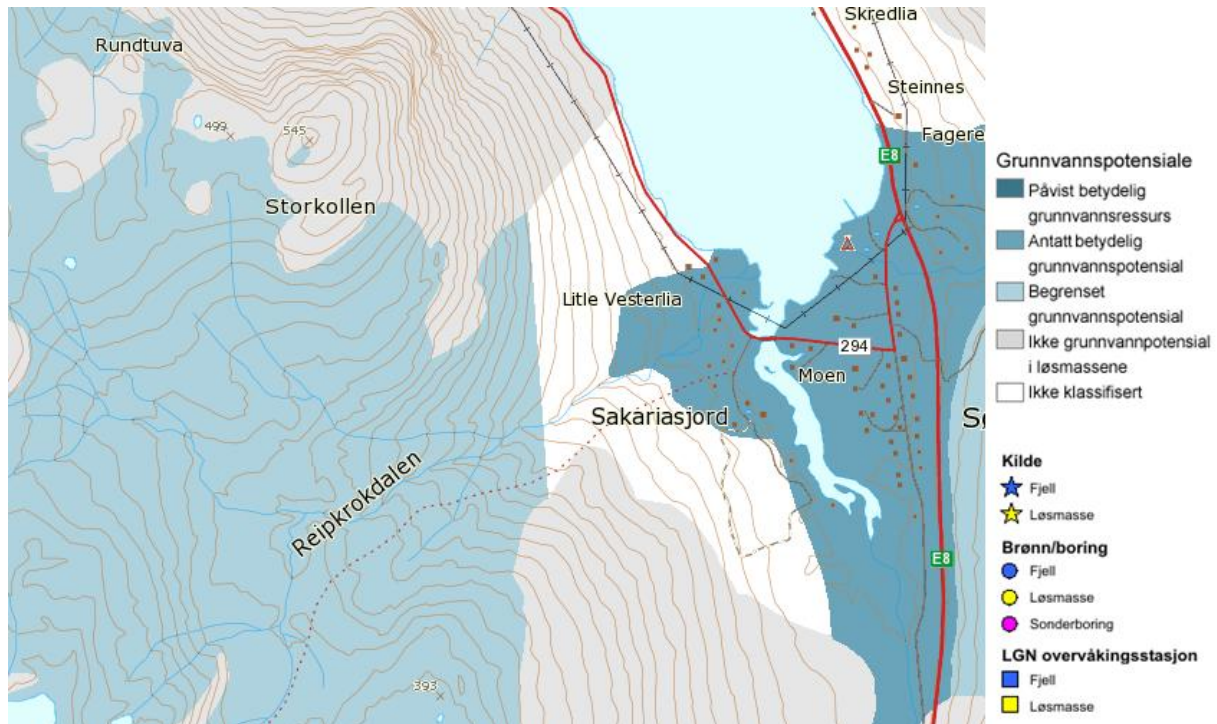 Rundtuva
499
545
Storkollen
Skredlia
Steinnes
Fagere
E8
Litle Vesterlia
294
Moen
Sakariasjord
Sø
Reipkrokdalen
E8
393
Grunnvannspotensiale
Påvist betydelig
grunnvannsressurs
Antatt betydelig
grunnvannspotensial
Begrenset
grunnvannspotensial
Ikke grunnvannpotensial
i løsmassene
Ikke klassifisert
Kilde
Fjell
Løsmasse
Brønn/boring
Fjell
Løsmasse
Sonderboring
LGN overvåkingsstasjon
Fjell
Løsmasse